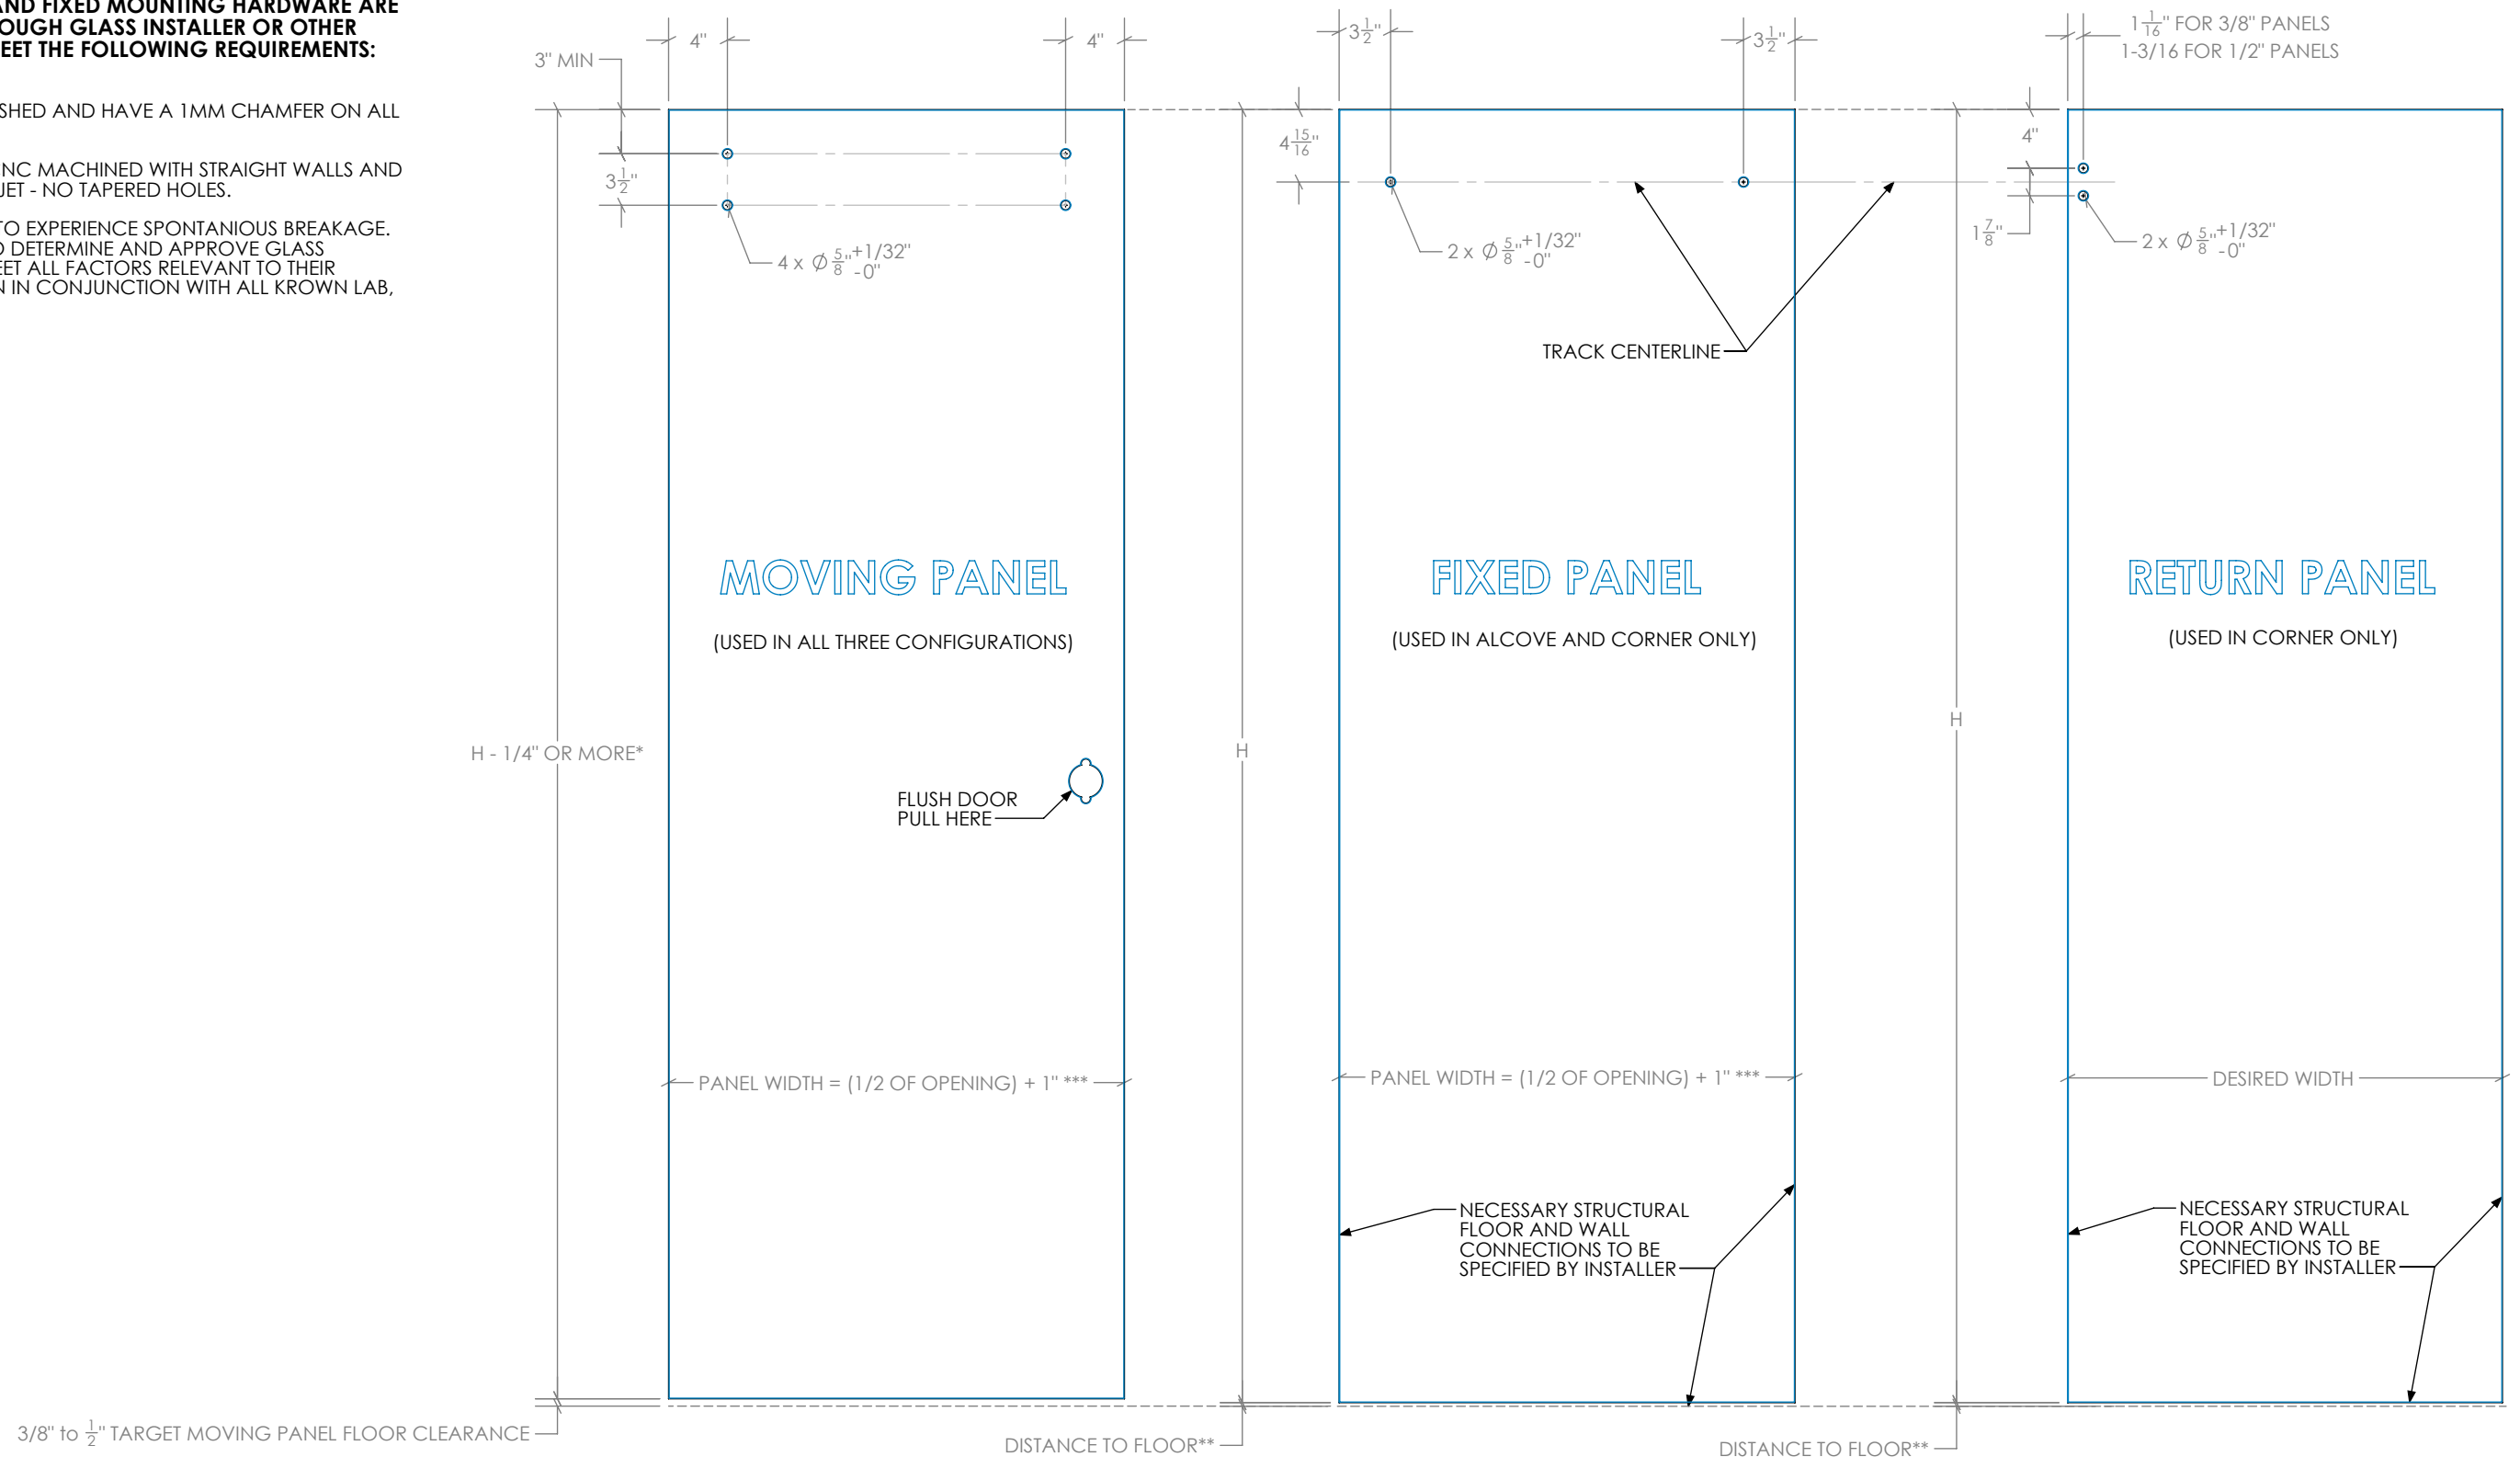 AND FIXED MOUNTING HARDWARE ARE
OUGH GLASS INSTALLER OR OTHER
EET THE FOLLOWING REQUIREMENTS:
SHED AND HAVE A 1MM CHAMFER ON ALL
NC MACHINED WITH STRAIGHT WALLS AND
JET - NO TAPERED HOLES.
TO EXPERIENCE SPONTANIOUS BREAKAGE.
O DETERMINE AND APPROVE GLASS
EET ALL FACTORS RELEVANT TO THEIR
N IN CONJUNCTION WITH ALL KROWN LAB,
3" MIN
4"
4"
3 1/2"
4 x Ø 5/8" +1/32" -0"
MOVING PANEL
(USED IN ALL THREE CONFIGURATIONS)
H - 1/4" OR MORE*
FLUSH DOOR
PULL HERE
PANEL WIDTH = (1/2 OF OPENING) + 1" ***
3/8" to 1/2" TARGET MOVING PANEL FLOOR CLEARANCE
3 1/2"
3 1/2"
4 15/16"
2 x Ø 5/8" +1/32" -0"
TRACK CENTERLINE
FIXED PANEL
(USED IN ALCOVE AND CORNER ONLY)
H
PANEL WIDTH = (1/2 OF OPENING) + 1" ***
NECESSARY STRUCTURAL
FLOOR AND WALL
CONNECTIONS TO BE
SPECIFIED BY INSTALLER
DISTANCE TO FLOOR**
1 1/16" FOR 3/8" PANELS
1-3/16 FOR 1/2" PANELS
4"
1 7/8"
2 x Ø 5/8" +1/32" -0"
RETURN PANEL
(USED IN CORNER ONLY)
H
DESIRED WIDTH
NECESSARY STRUCTURAL
FLOOR AND WALL
CONNECTIONS TO BE
SPECIFIED BY INSTALLER
DISTANCE TO FLOOR**